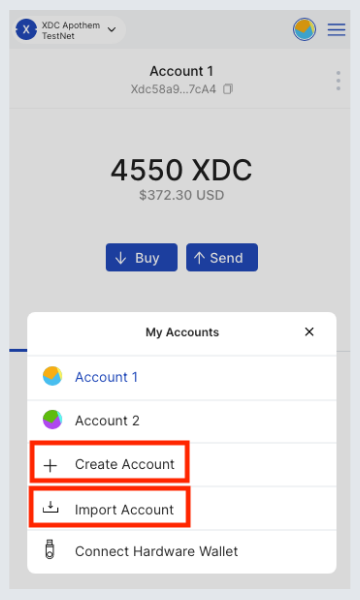 X
XDC Apothem
TestNet
Account 1
Xdc58a9...7cA4
4550 XDC
$372.30 USD
Buy
Send
My Accounts
Account 1
Account 2
Create Account
Import Account
Connect Hardware Wallet